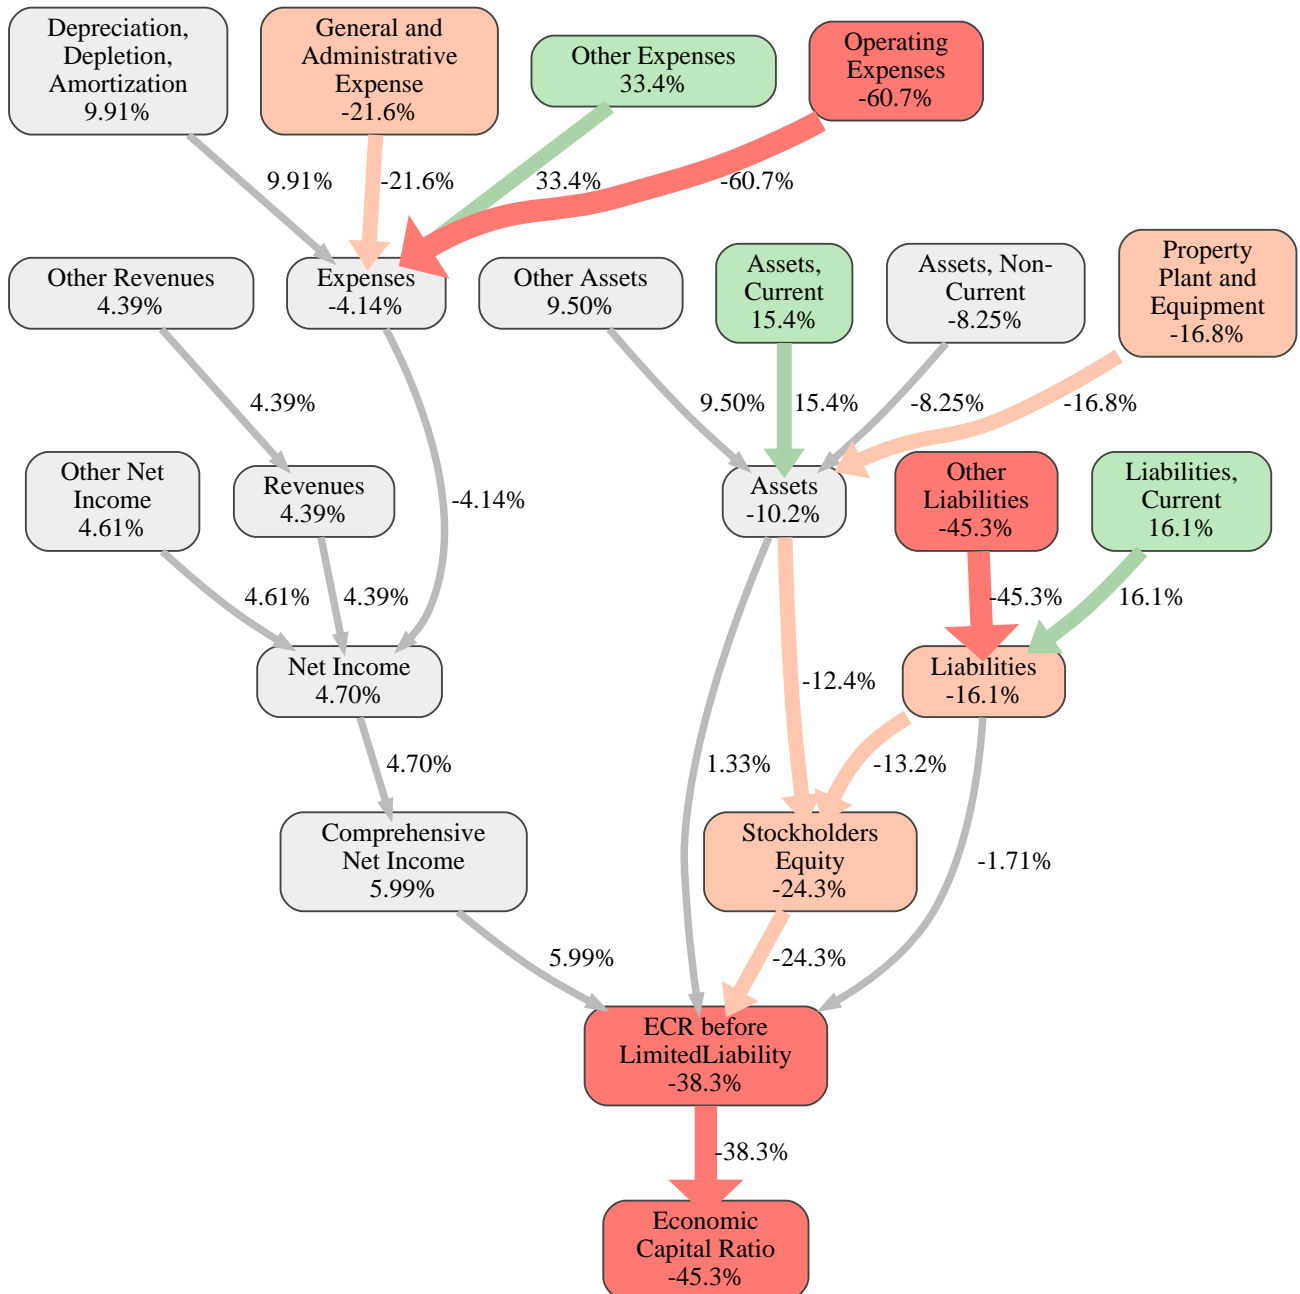 Depreciation,
Depletion,
Amortization
9.91%
General and
Administrative
Expense
-21.6%
Other Expenses
33.4%
Operating
Expenses
-60.7%
9.91%
-21.6%
33.4%
-60.7%
Other Revenues
4.39%
Expenses
-4.14%
Other Assets
9.50%
Assets,
Current
15.4%
Assets, Non-
Current
-8.25%
Property
Plant and
Equipment
-16.8%
4.39%
9.50%
15.4%
-8.25%
-16.8%
Other Net
Income
4.61%
Revenues
4.39%
-4.14%
Assets
-10.2%
Other
Liabilities
-45.3%
Liabilities,
Current
16.1%
4.61%
4.39%
-45.3%
16.1%
Net Income
4.70%
-12.4%
Liabilities
-16.1%
4.70%
1.33%
-13.2%
Comprehensive
Net Income
5.99%
Stockholders
Equity
-24.3%
-1.71%
5.99%
-24.3%
ECR before
LimitedLiability
-38.3%
-38.3%
Economic
Capital Ratio
-45.3%